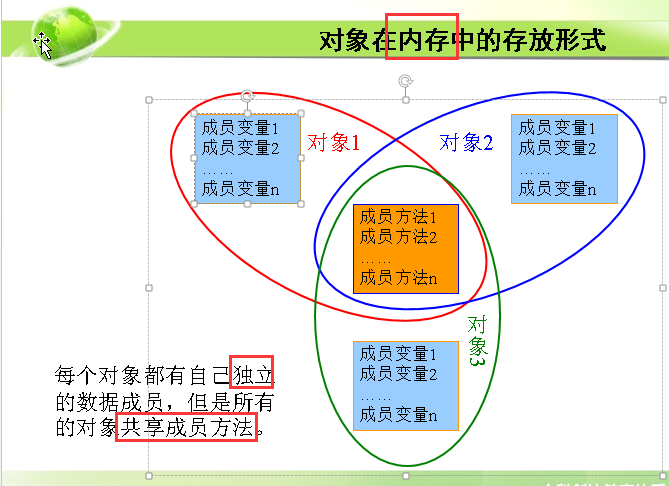 对象在内存中的存放形式
成员变量1
成员变量2
……
成员变量n
对象1
对象2
成员变量1
成员变量2
……
成员变量n
成员方法1
成员方法2
……
成员方法n
对象3
成员变量1
成员变量2
……
成员变量n
每个对象都有自己独立
的数据成员，但是所有
的对象共享成员方法。